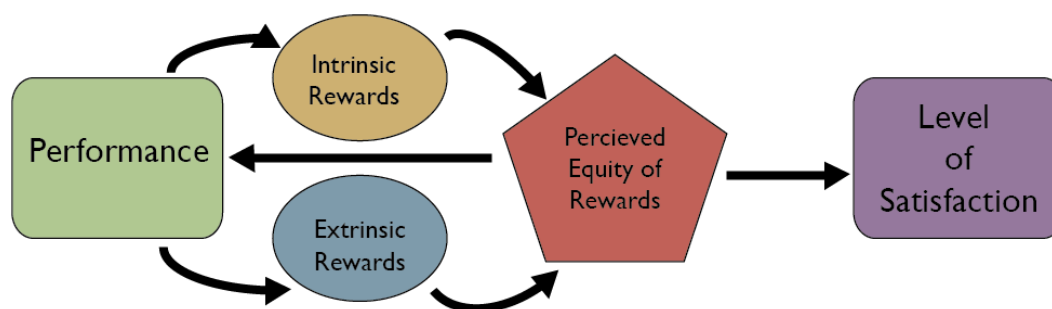 Performance
Intrinsic
Rewards
Extrinsic
Rewards
Percieved
Equity of
Rewards
Level
of
Satisfaction